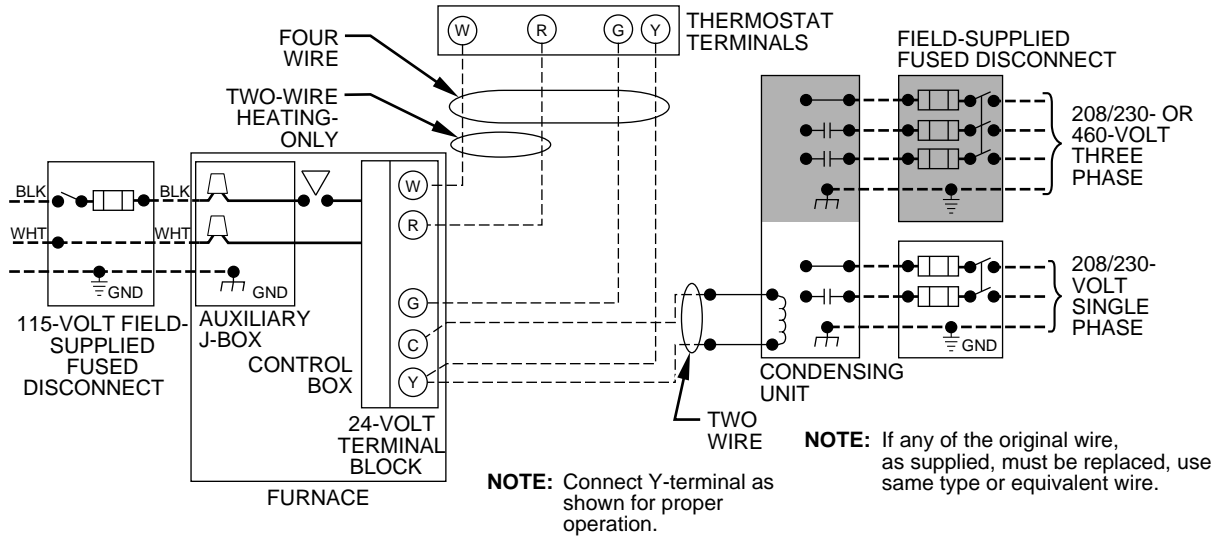 FOUR
WIRE
TWO-WIRE
HEATING-
ONLY
W
R
G
Y
THERMOSTAT
TERMINALS
FIELD-SUPPLIED
FUSED DISCONNECT
208/230- OR
460-VOLT
THREE
PHASE
BLK
BLK
WHT
WHT
GND
GND
W
R
G
C
Y
115-VOLT FIELD-
SUPPLIED
FUSED
DISCONNECT
AUXILIARY
J-BOX
CONTROL
BOX
24-VOLT
TERMINAL
BLOCK
FURNACE
TWO
WIRE
CONDENSING
UNIT
GND
208/230-
VOLT
SINGLE
PHASE
NOTE: Connect Y-terminal as
shown for proper
operation.
NOTE: If any of the original wire,
as supplied, must be replaced, use
same type or equivalent wire.